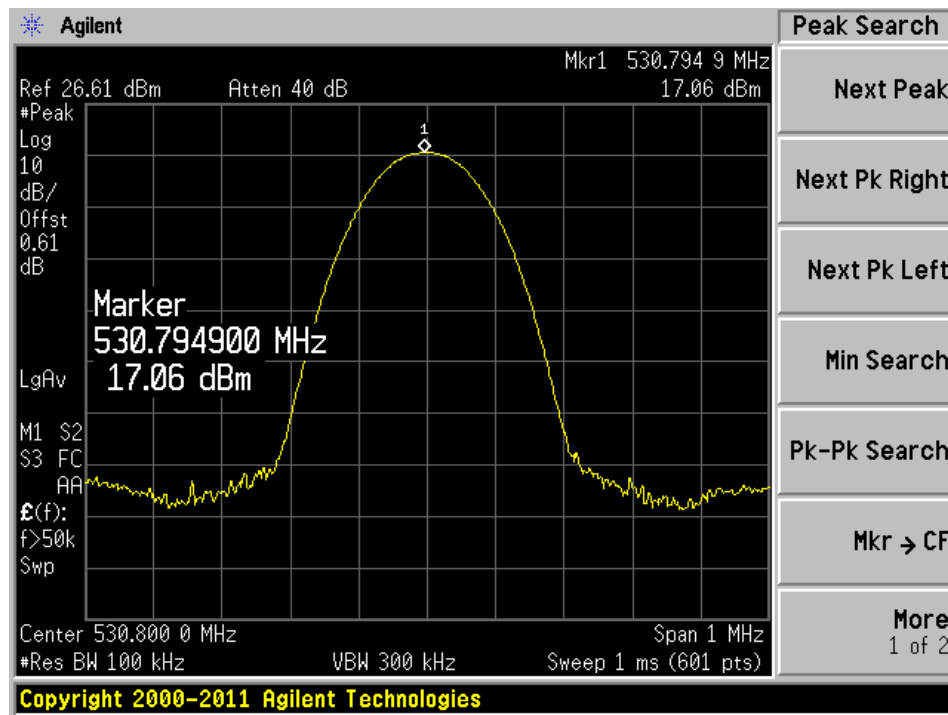 Agilent
Peak Search
Mkr1 530.794 9 MHz
Ref 26.61 dBm Atten 40 dB 17.06 dBm
#Peak
Log
10
dB/
Offst
0.61
dB
1
Marker
530.794900 MHz
17.06 dBm
LgAv
M1 S2
S3 FC
AA
£(f):
f>50k
Swp
Center 530.800 0 MHz Span 1 MHz
#Res BW 100 kHz VBW 300 kHz Sweep 1 ms (601 pts)
Copyright 2000-2011 Agilent Technologies
Next Peak
Next Pk Right
Next Pk Left
Min Search
Pk-Pk Search
Mkr → CF
More
1 of 2